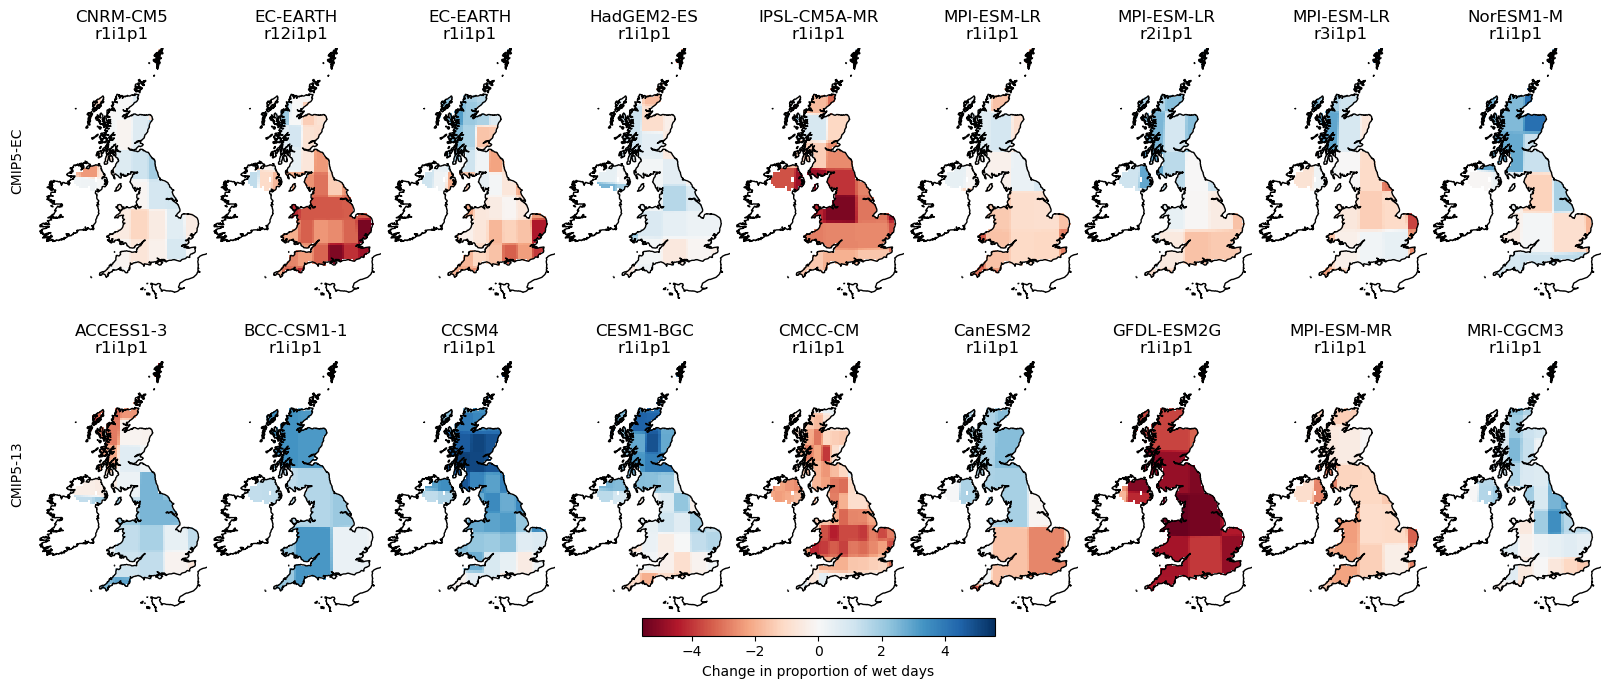 CNRM-CM5 EC-EARTH EC-EARTH HadGEM2-ES IPSL-CM5A-MR MPI-ESM-LR MPI-ESM-LR MPI-ESM-LR NorESM1-M
r1i1p1 r12i1p1 r1i1p1 r1i1p1 r1i1p1 r1i1p1 r2i1p1 r3i1p1 r1i1p1
CMIP5-EC
ACCESS1-3 BCC-CSM1-1 CCSM4 CESM1-BGC CMCC-CM CanESM2 GFDL-ESM2G MPI-ESM-MR MRI-CGCM3
r1i1p1 r1i1p1 r1i1p1 r1i1p1 r1i1p1 r1i1p1 r1i1p1 r1i1p1 r1i1p1
CMIP5-13
−4 −2 0 2 4
Change in proportion of wet days